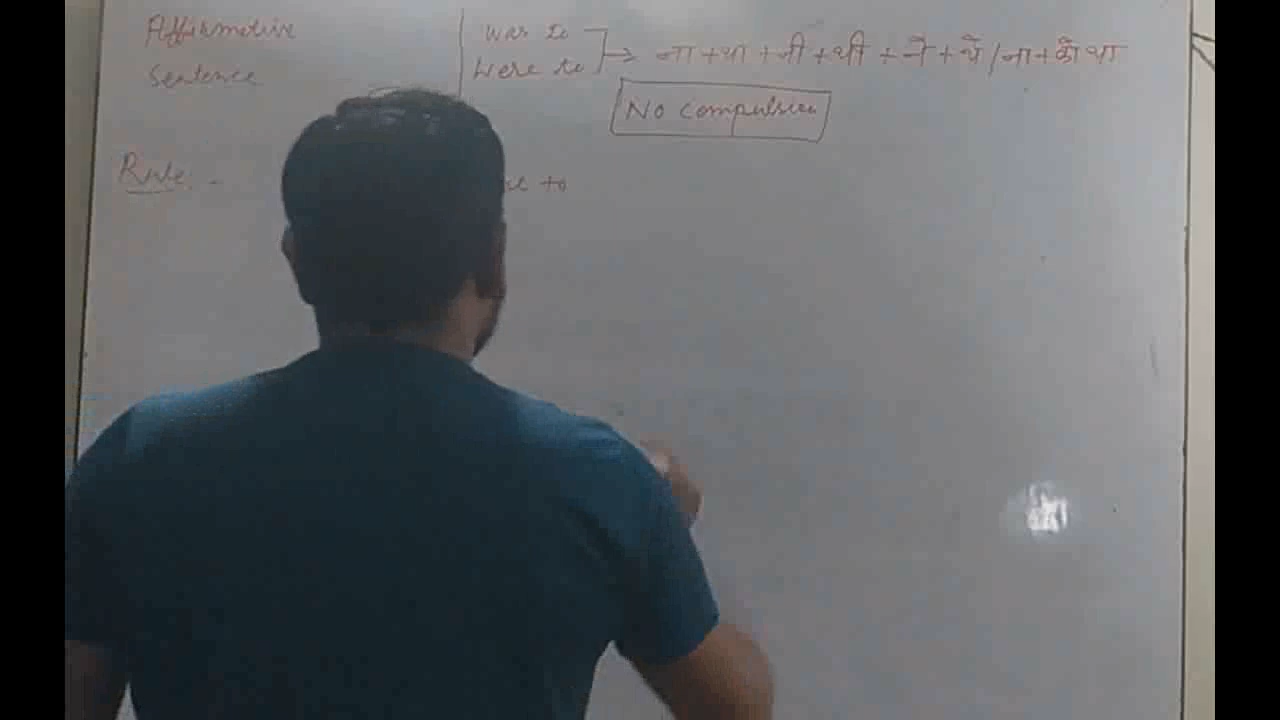 Affirmative
Sentence
was to
were to → ना + था + नी + थी + ने + थे / ना + को था
No compulsion
Rule -
to